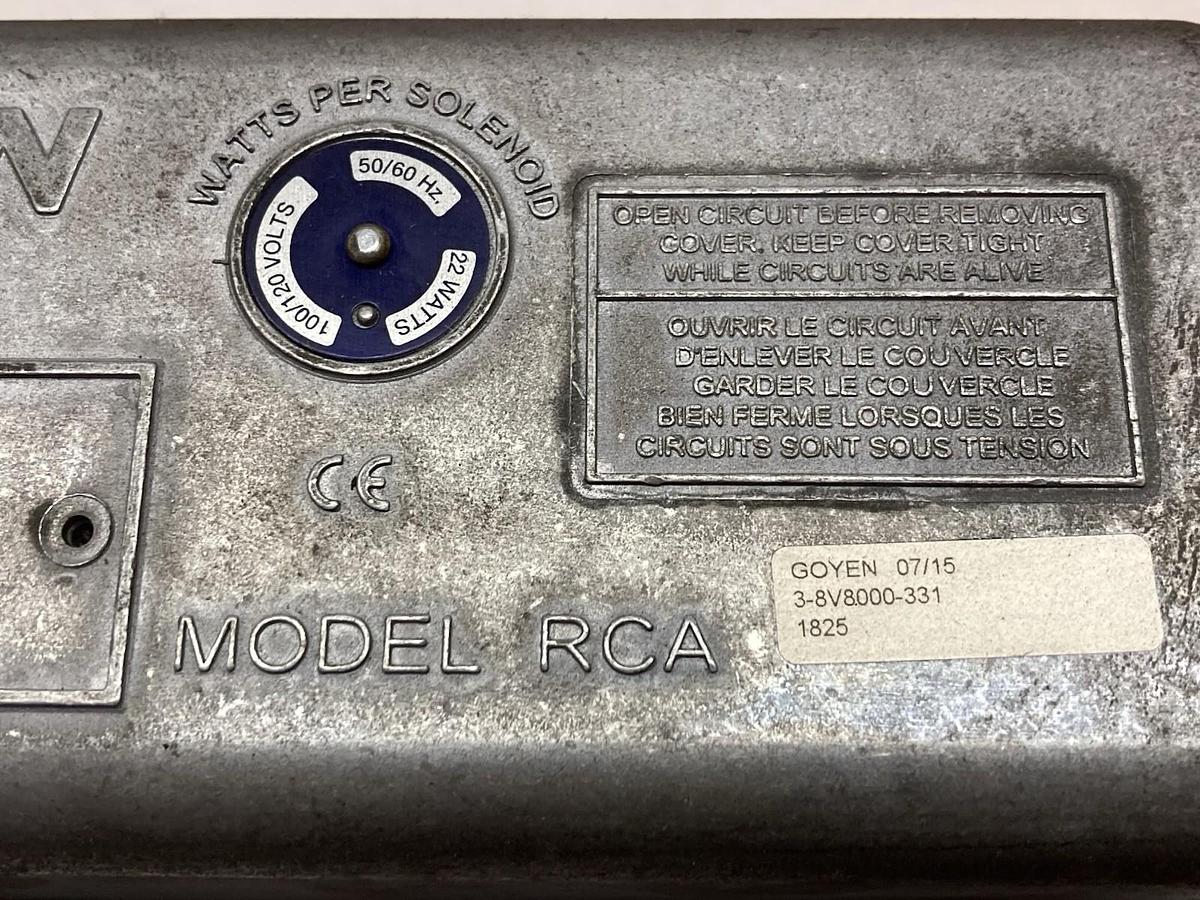 WATTS PER SOLENOID
50/60 Hz.
100/120 VOLTS
22 WATTS
OPEN CIRCUIT BEFORE REMOVING
COVER. KEEP COVER TIGHT
WHILE CIRCUITS ARE ALIVE
OUVRIR LE CIRCUIT AVANT
D'ENLEVER LE COUVERCLE
GARDER LE COUVERCLE
BIEN FERME LORSQUES LES
CIRCUITS SONT SOUS TENSION
CE
GOYEN 07/15
3-8V8000-331
1825
MODEL RCA